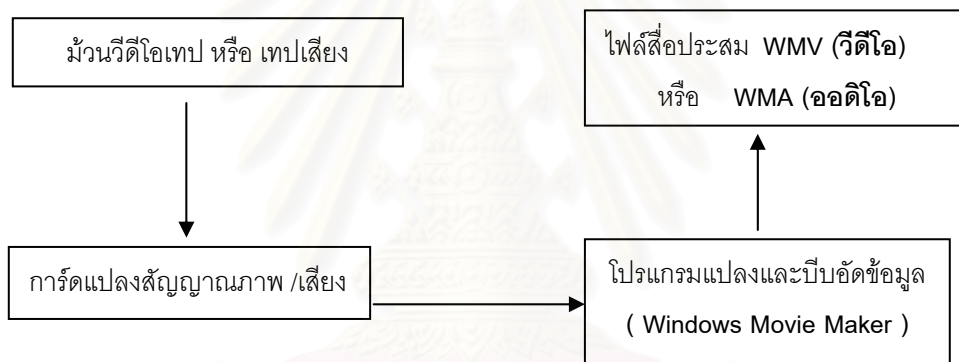 ม้วนวีดีโอเทป หรือ เทปเสียง
ไฟล์สื่อประสม WMV (วีดีโอ)
หรือ WMA (ออดิโอ)
การ์ดแปลงสัญญาณภาพ /เสียง
โปรแกรมแปลงและบีบอัดข้อมูล
( Windows Movie Maker )